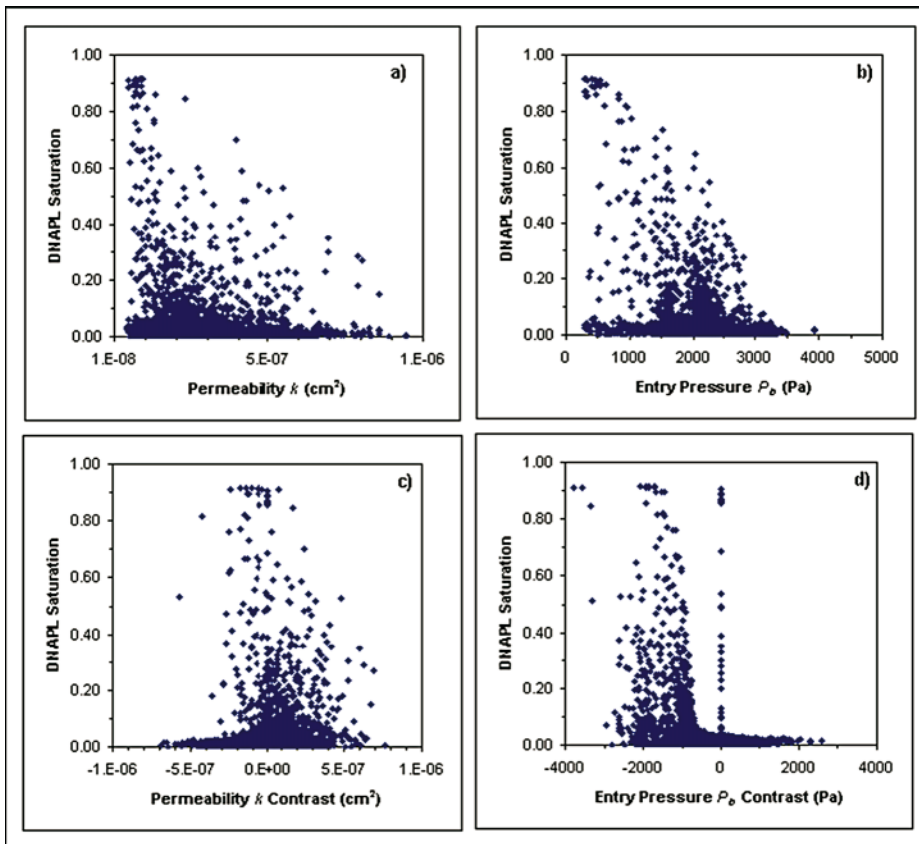 a)
1.00
0.80
0.60
0.40
0.20
0.00
DNAPL Saturation
1.E-08 5.E-07 1.E-06
Permeability k (cm²)
b)
1.00
0.80
0.60
0.40
0.20
0.00
DNAPL Saturation
0 1000 2000 3000 4000 5000
Entry Pressure P_b (Pa)
c)
1.00
0.80
0.60
0.40
0.20
0.00
DNAPL Saturation
-1.E-06 -5.E-07 0.E+00 5.E-07 1.E-06
Permeability k Contrast (cm²)
d)
1.00
0.80
0.60
0.40
0.20
0.00
DNAPL Saturation
-4000 -2000 0 2000 4000
Entry Pressure P_b Contrast (Pa)